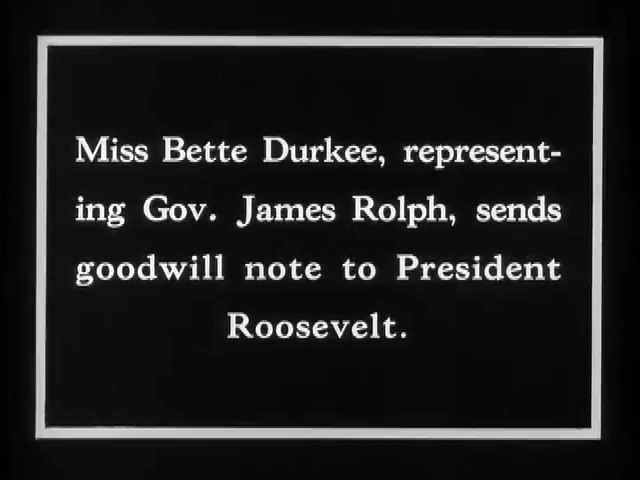 Miss Bette Durkee, represent-
ing Gov. James Rolph, sends
goodwill note to President
Roosevelt.